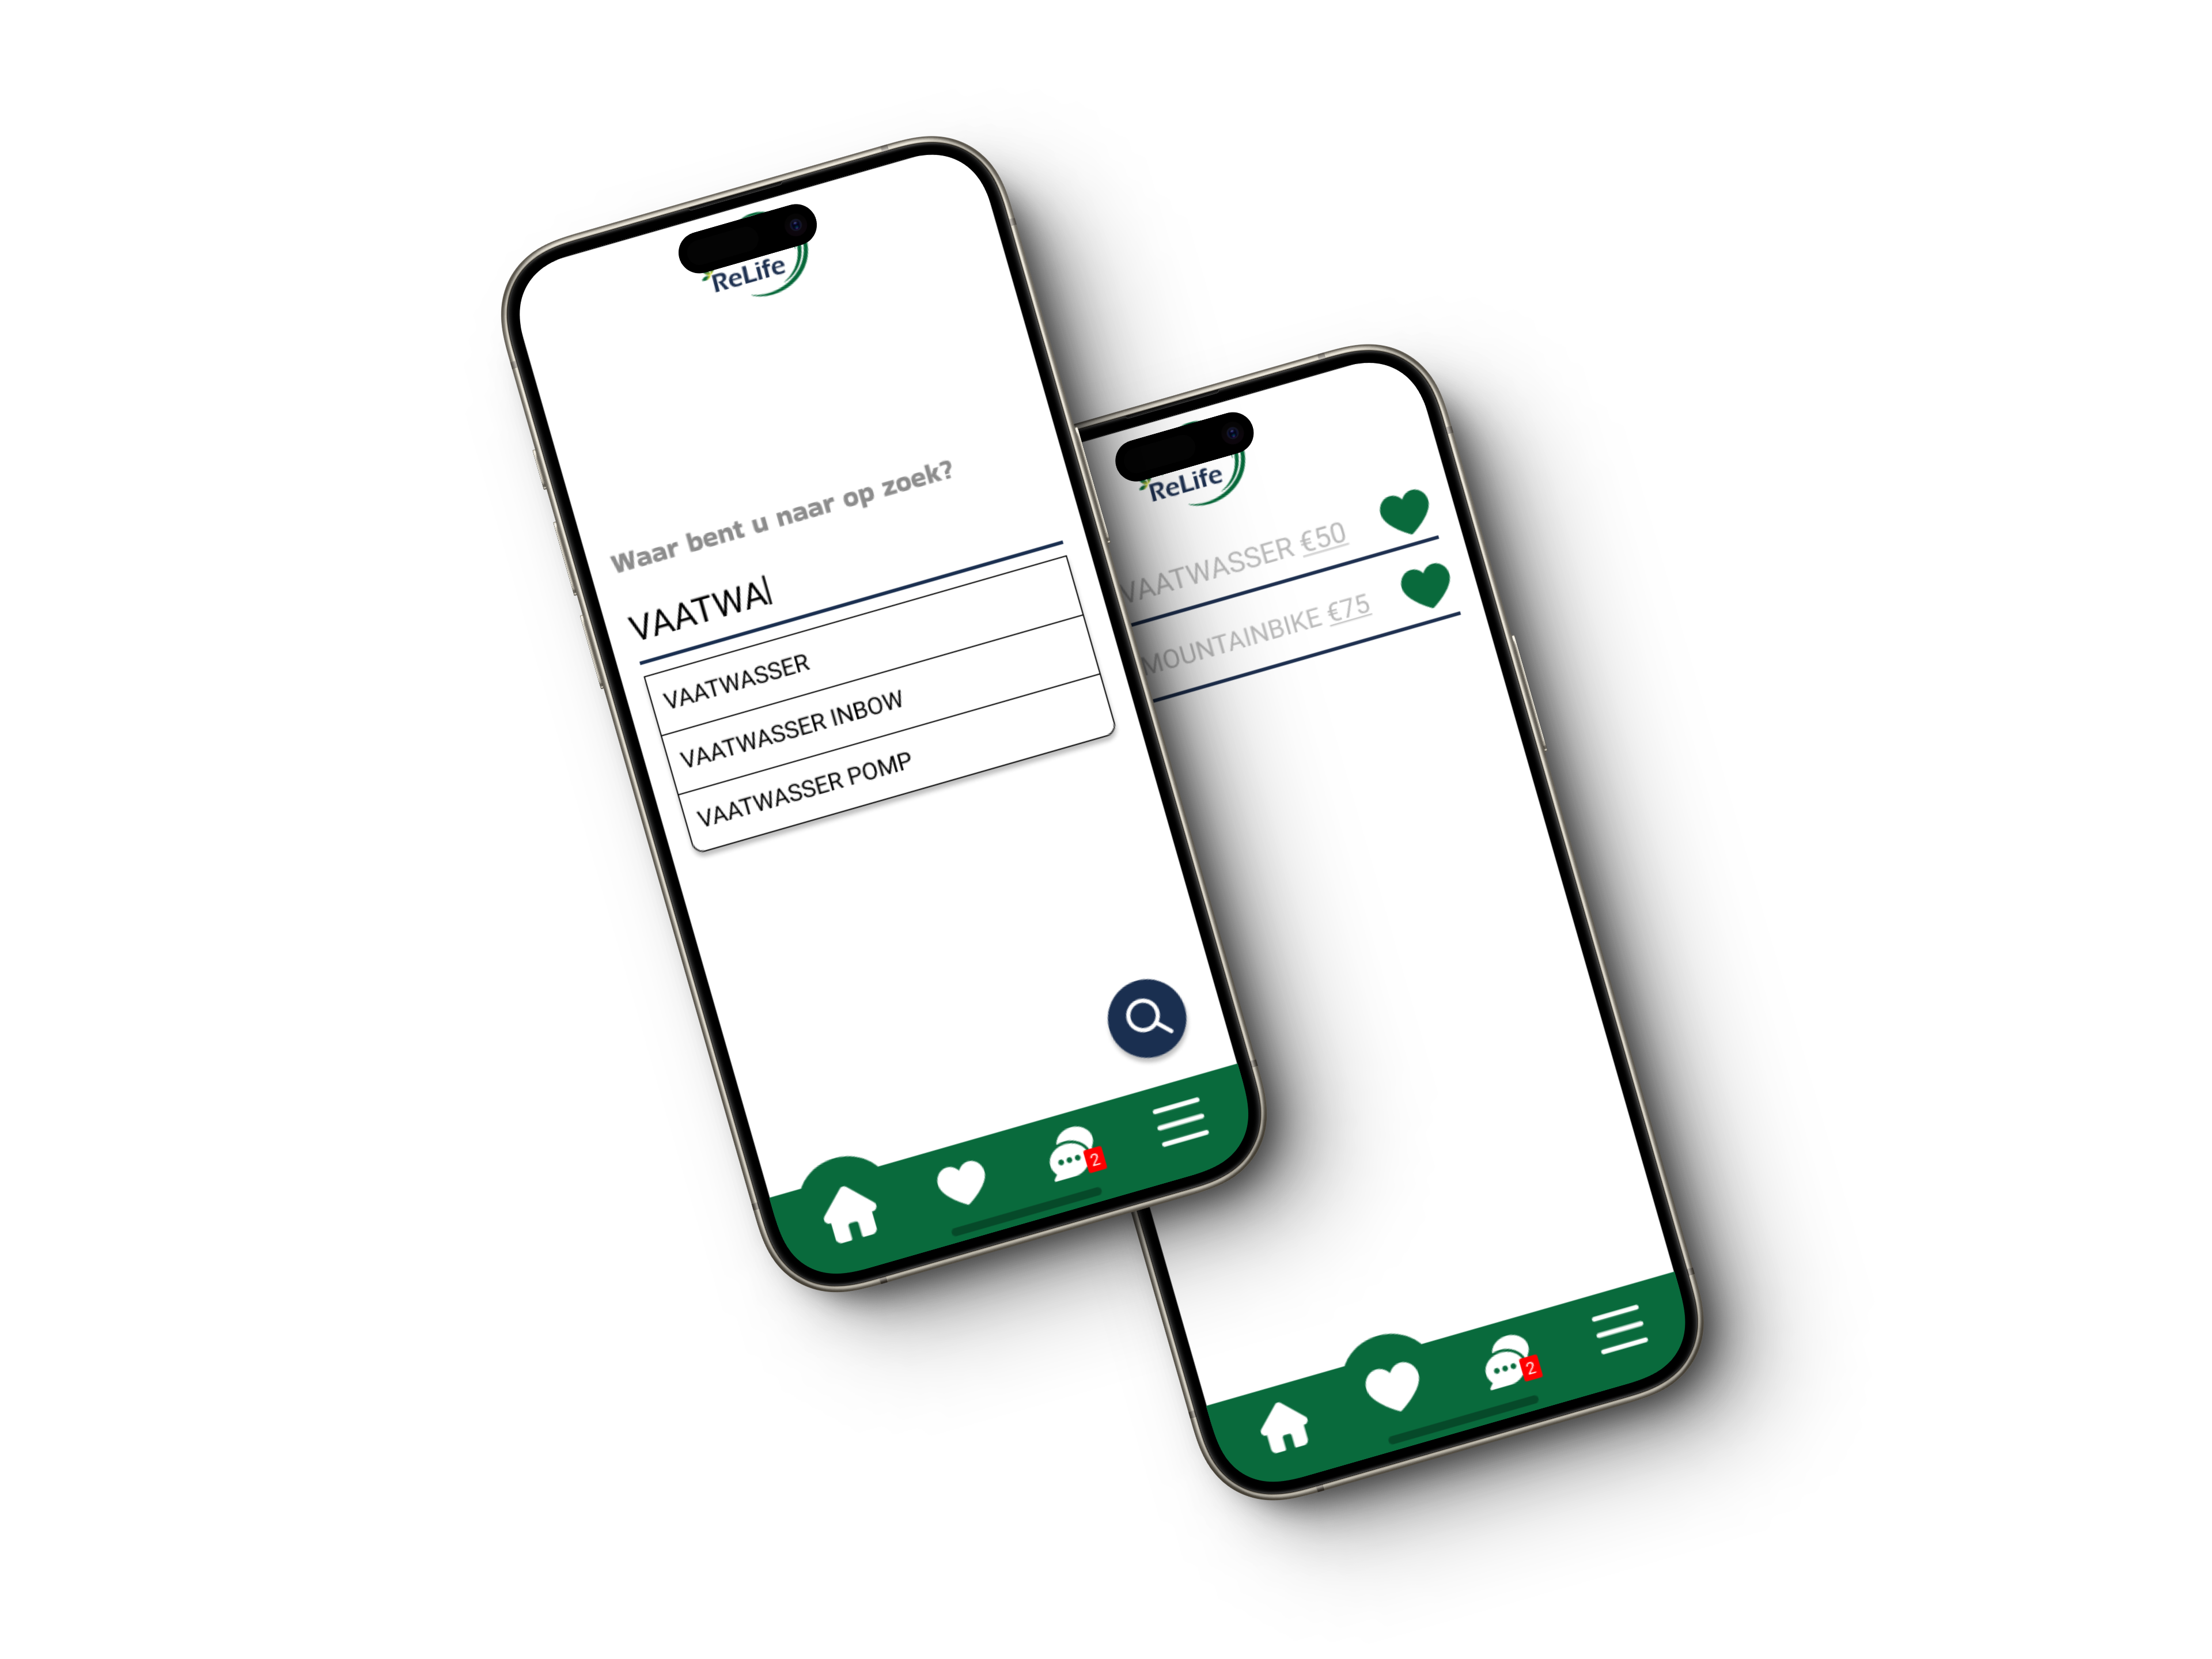 ReLife
Waar bent u naar op zoek?
VAATWA
VAATWASSER
VAATWASSER INBOW
VAATWASSER POMP
2
ReLife
VAATWASSER €50
MOUNTAINBIKE €75
2